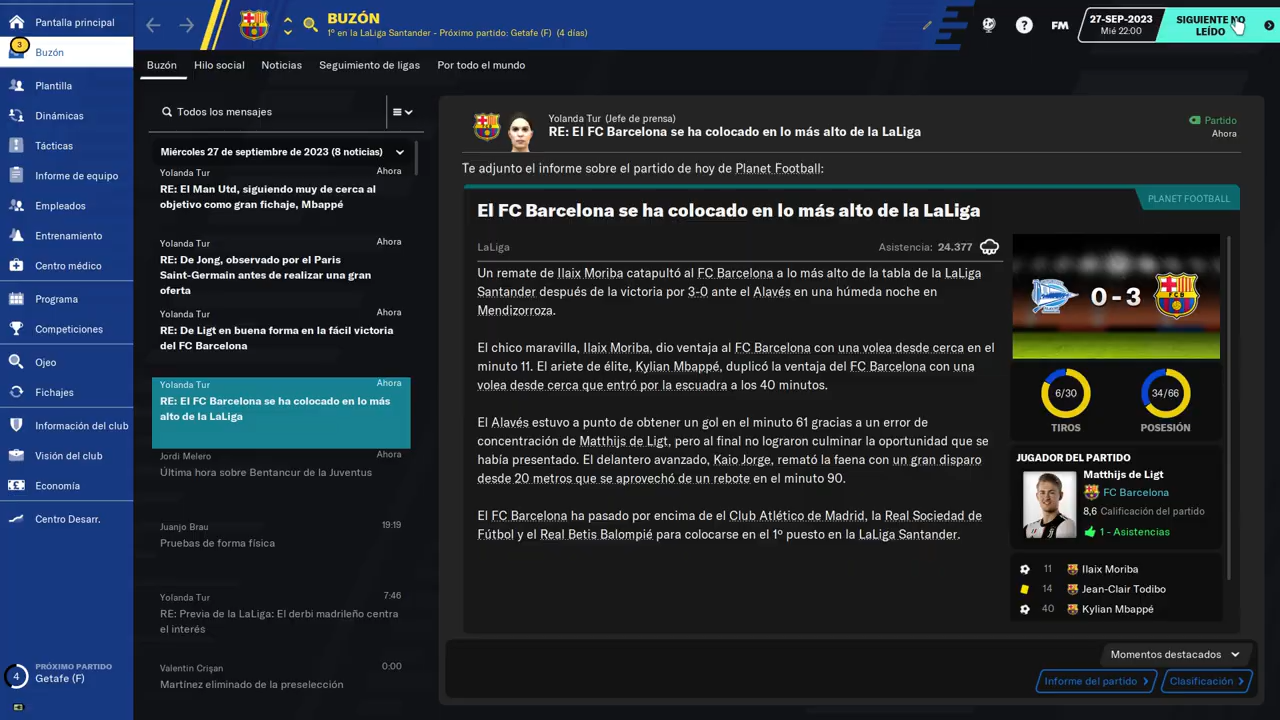 Pantalla principal
3
Buzón
Plantilla
Dinámicas
Tácticas
Informe de equipo
Empleados
Entrenamiento
Centro médico
Programa
Competiciones
Ojeo
Fichajes
Información del club
Visión del club
Economía
Centro Desarr.
4
PRÓXIMO PARTIDO
Getafe (F)
BUZÓN
1º en la LaLiga Santander - Próximo partido: Getafe (F) (4 días)
?
FM
27-SEP-2023
Mié 22:00
SIGUIENTE NO
LEÍDO
Buzón
Hilo social
Noticias
Seguimiento de ligas
Por todo el mundo
Todos los mensajes
Miércoles 27 de septiembre de 2023 (8 noticias)
Yolanda Tur
Ahora
RE: El Man Utd, siguiendo muy de cerca al
objetivo como gran fichaje, Mbappé
Yolanda Tur
Ahora
RE: De Jong, observado por el Paris
Saint-Germain antes de realizar una gran
oferta
Yolanda Tur
Ahora
RE: De Ligt en buena forma en la fácil victoria
del FC Barcelona
Yolanda Tur
Ahora
RE: El FC Barcelona se ha colocado en lo más
alto de la LaLiga
Jordi Melero
Ahora
Última hora sobre Bentancur de la Juventus
Juanjo Brau
19:19
Pruebas de forma física
Yolanda Tur
7:46
RE: Previa de la LaLiga: El derbi madrileño centra
el interés
Valentin Crișan
0:00
Martínez eliminado de la preselección
Yolanda Tur (Jefe de prensa)
RE: El FC Barcelona se ha colocado en lo más alto de la LaLiga
Partido
Ahora
Te adjunto el informe sobre el partido de hoy de Planet Football:
PLANET FOOTBALL
El FC Barcelona se ha colocado en lo más alto de la LaLiga
LaLiga
Asistencia: 24.377
Un remate de Ilaix Moriba catapultó al FC Barcelona a lo más alto de la tabla de la LaLiga
Santander después de la victoria por 3-0 ante el Alavés en una húmeda noche en
Mendizorroza.
El chico maravilla, Ilaix Moriba, dio ventaja al FC Barcelona con una volea desde cerca en el
minuto 11. El ariete de élite, Kylian Mbappé, duplicó la ventaja del FC Barcelona con una
volea desde cerca que entró por la escuadra a los 40 minutos.
El Alavés estuvo a punto de obtener un gol en el minuto 61 gracias a un error de
concentración de Matthijs de Ligt, pero al final no lograron culminar la oportunidad que se
había presentado. El delantero avanzado, Kaio Jorge, remató la faena con un gran disparo
desde 20 metros que se aprovechó de un rebote en el minuto 90.
El FC Barcelona ha pasado por encima de el Club Atlético de Madrid, la Real Sociedad de
Fútbol y el Real Betis Balompié para colocarse en el 1º puesto en la LaLiga Santander.
0 - 3
6/30
TIROS
34/66
POSESIÓN
JUGADOR DEL PARTIDO
Matthijs de Ligt
FC Barcelona
8,6 Calificación del partido
1 - Asistencias
11 Ilaix Moriba
14 Jean-Clair Todibo
40 Kylian Mbappé
Momentos destacados
Informe del partido
Clasificación